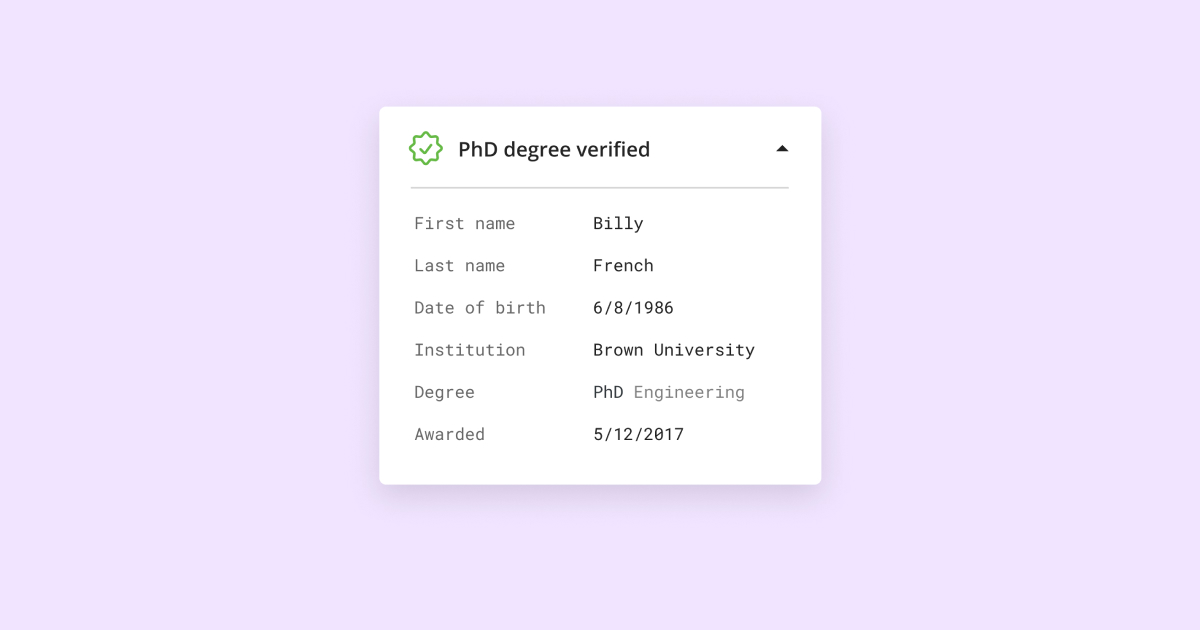 PhD degree verified
First name Billy
Last name French
Date of birth 6/8/1986
Institution Brown University
Degree PhD Engineering
Awarded 5/12/2017